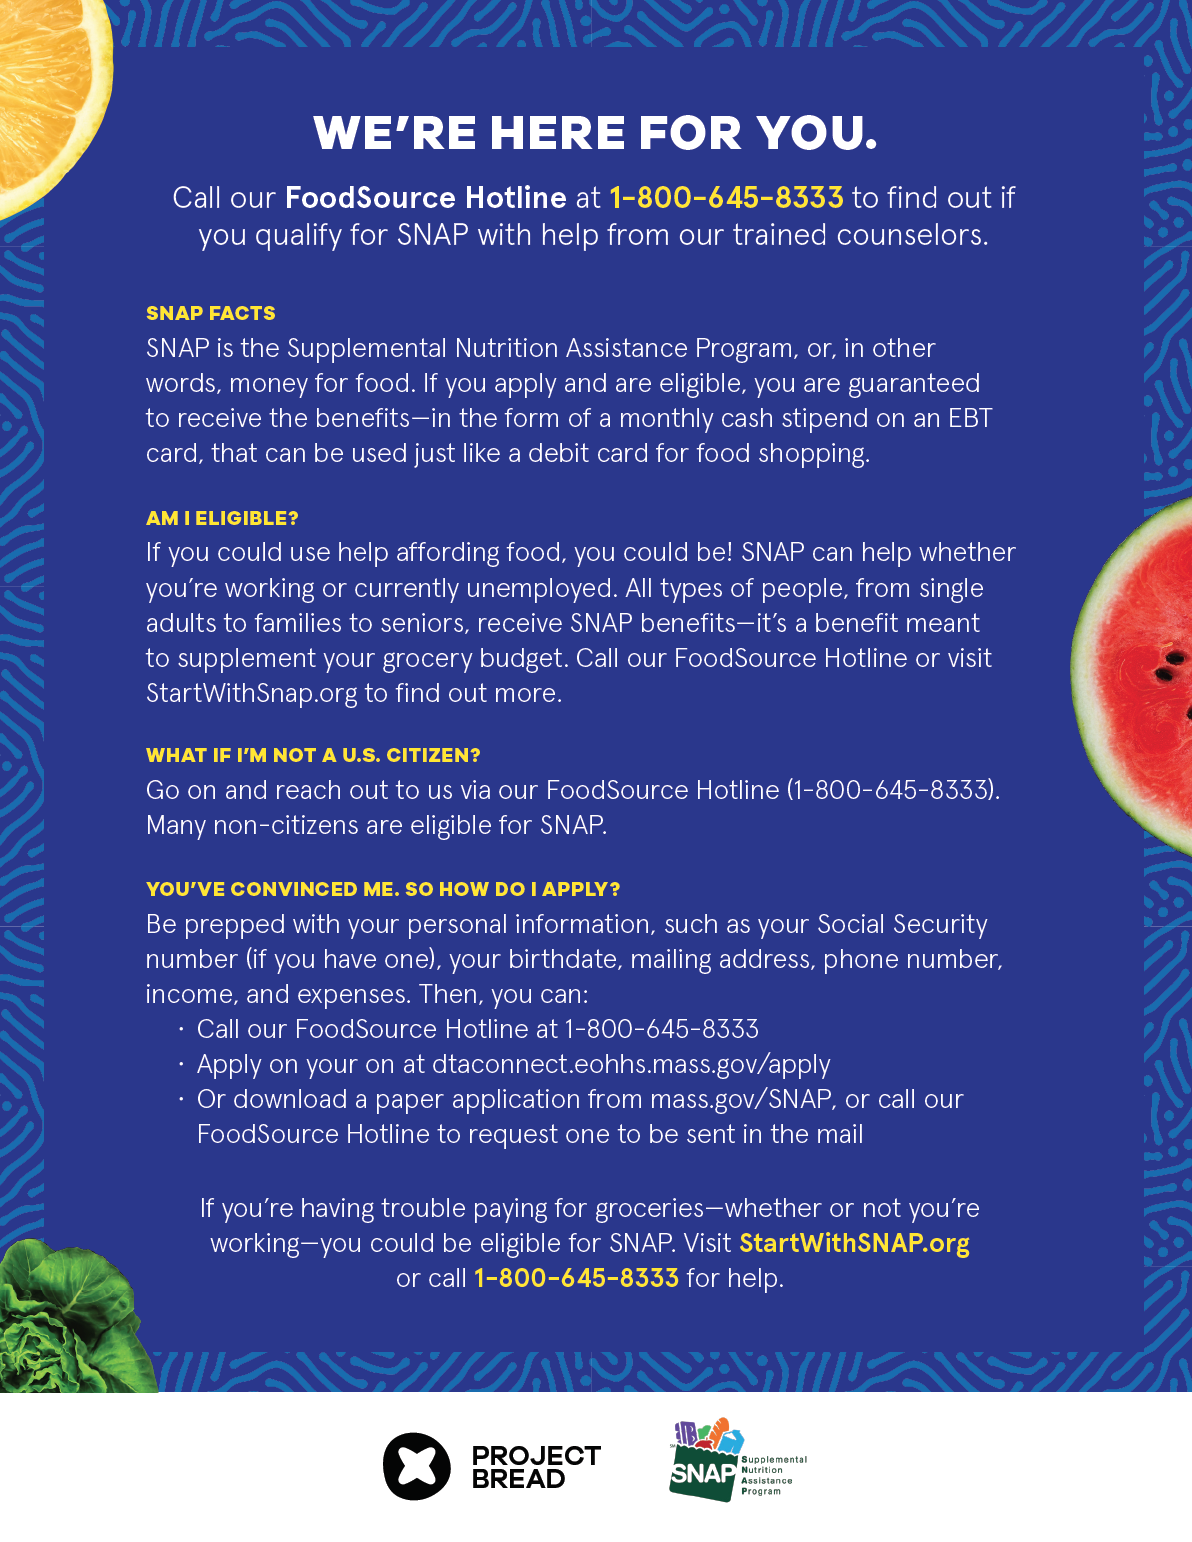 WE’RE HERE FOR YOU.
Call our FoodSource Hotline at 1-800-645-8333 to find out if
you qualify for SNAP with help from our trained counselors.
SNAP FACTS
SNAP is the Supplemental Nutrition Assistance Program, or, in other
words, money for food. If you apply and are eligible, you are guaranteed
to receive the benefits—in the form of a monthly cash stipend on an EBT
card, that can be used just like a debit card for food shopping.
AM I ELIGIBLE?
If you could use help affording food, you could be! SNAP can help whether
you’re working or currently unemployed. All types of people, from single
adults to families to seniors, receive SNAP benefits—it’s a benefit meant
to supplement your grocery budget. Call our FoodSource Hotline or visit
StartWithSnap.org to find out more.
WHAT IF I’M NOT A U.S. CITIZEN?
Go on and reach out to us via our FoodSource Hotline (1-800-645-8333).
Many non-citizens are eligible for SNAP.
YOU’VE CONVINCED ME. SO HOW DO I APPLY?
Be prepped with your personal information, such as your Social Security
number (if you have one), your birthdate, mailing address, phone number,
income, and expenses. Then, you can:
· Call our FoodSource Hotline at 1-800-645-8333
· Apply on your on at dtaconnect.eohhs.mass.gov/apply
· Or download a paper application from mass.gov/SNAP, or call our
FoodSource Hotline to request one to be sent in the mail
If you’re having trouble paying for groceries—whether or not you’re
working—you could be eligible for SNAP. Visit StartWithSNAP.org
or call 1-800-645-8333 for help.
PROJECT
BREAD
SM
SNAP
Supplemental
Nutrition
Assistance
Program